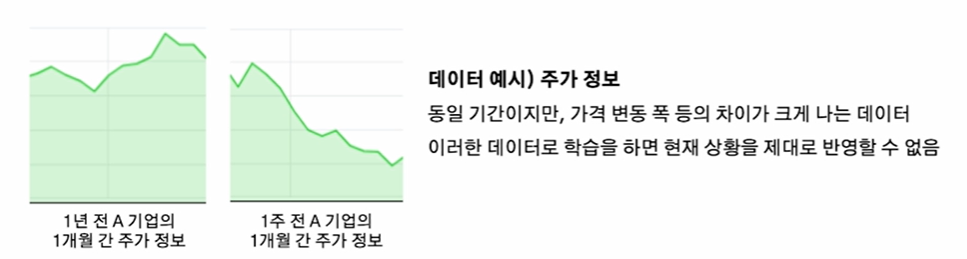 데이터 예시) 주가 정보
동일 기간이지만, 가격 변동 폭 등의 차이가 크게 나는 데이터
이러한 데이터로 학습을 하면 현재 상황을 제대로 반영할 수 없음
1년 전 A 기업의
1개월 간 주가 정보
1주 전 A 기업의
1개월 간 주가 정보